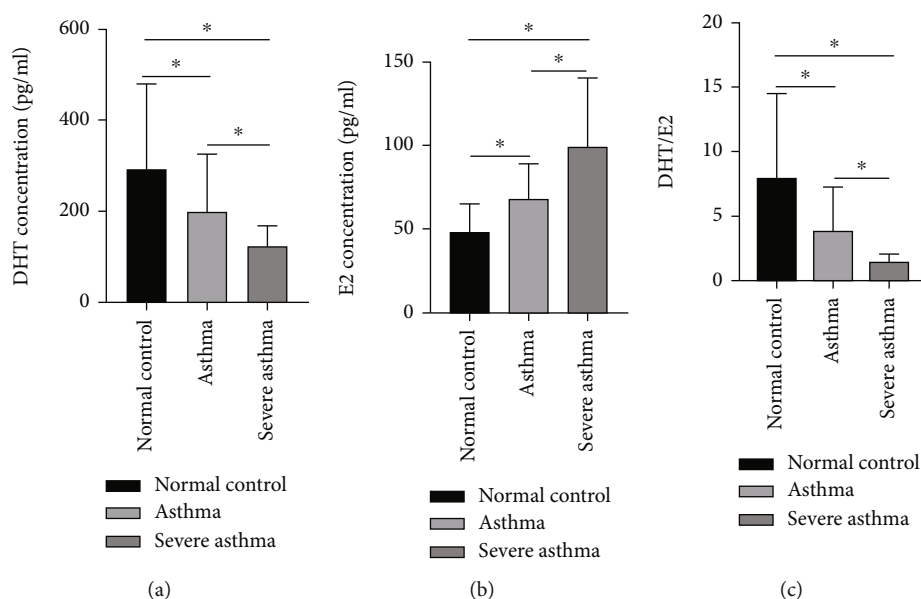 DHT concentration (pg/ml)
600
400
200
0
*
*
*
Normal control
Asthma
Severe asthma
Normal control
Asthma
Severe asthma
(a)
E2 concentration (pg/ml)
150
100
50
0
*
*
*
Normal control
Asthma
Severe asthma
Normal control
Asthma
Severe asthma
(b)
DHT/E2
20
15
10
5
0
*
*
*
Normal control
Asthma
Severe asthma
Normal control
Asthma
Severe asthma
(c)